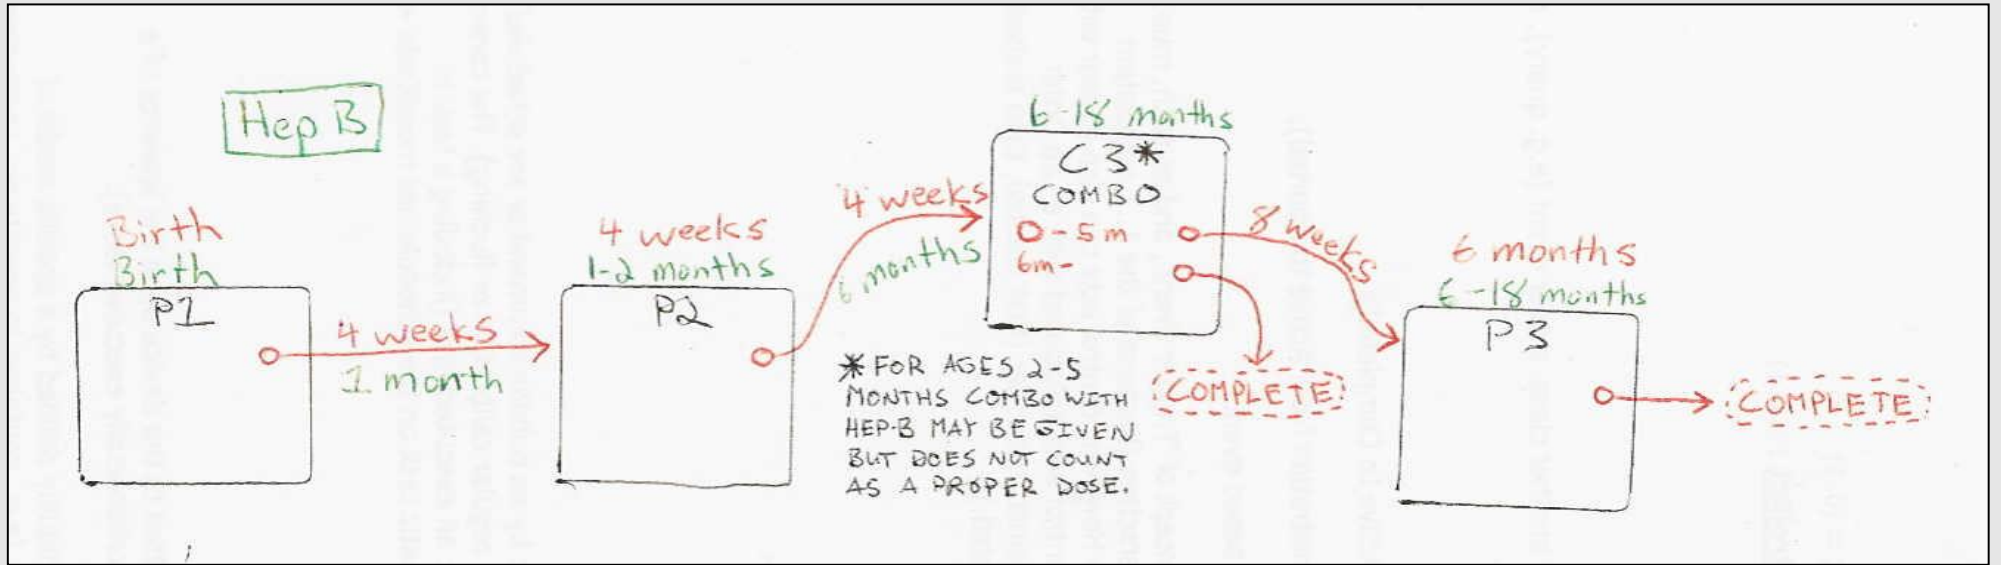 Hep B
Birth
Birth
P1
4 weeks
1 month
4 weeks
1-2 months
P2
4 weeks
6 months
6-18 months
C3*
COMBO
0-5m
6m-
8 weeks
* FOR AGES 2-5
MONTHS COMBO WITH
HEP-B MAY BE GIVEN
BUT DOES NOT COUNT
AS A PROPER DOSE.
COMPLETE
6 months
6-18 months
P3
COMPLETE